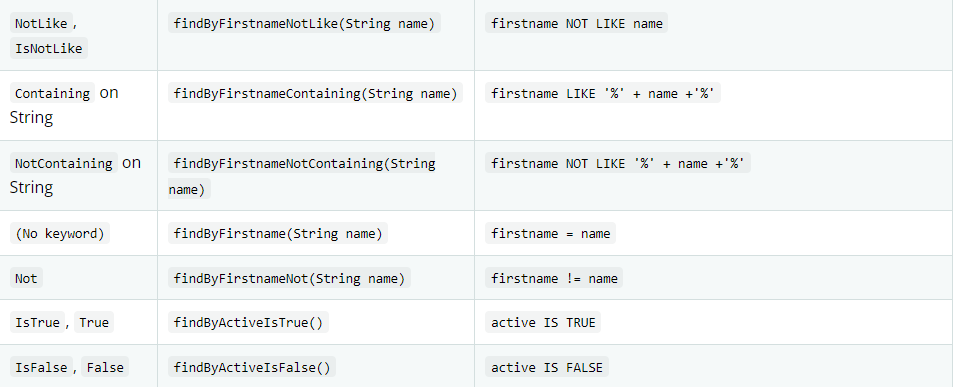 NotLike, findByFirstnameNotLike(String name) firstname NOT LIKE name
IsNotLike
Containing on findByFirstnameContaining(String name) firstname LIKE '%' + name +'%'
String
NotContaining on findByFirstnameNotContaining(String firstname NOT LIKE '%' + name +'%'
String name)
(No keyword) findByFirstname(String name) firstname = name
Not findByFirstnameNot(String name) firstname != name
IsTrue, True findByActiveIsTrue() active IS TRUE
IsFalse, False findByActiveIsFalse() active IS FALSE